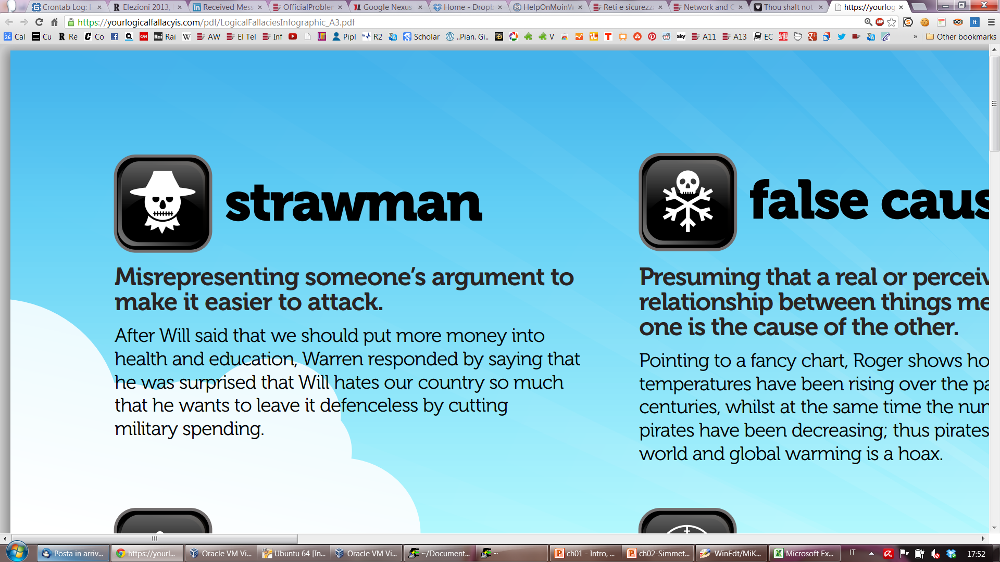 Crontab Log: H
Elezioni 2013,
Received Mess
OfficialProbler
Google Nexus
Home - Dropb
HelpOnMoinW
Reti e sicurezz
Network and C
Thou shalt not
https://yourlog
https://yourlogicalfallacyis.com/pdf/LogicalFallaciesInfographic_A3.pdf
26 Cal Cu R Re Co CNN Rai Rai W AW El Tel Inf Pipl R2 Scholar ..Pian. Gi.. V sky A11 A13 EC » Other bookmarks
strawman
Misrepresenting someone’s argument to
make it easier to attack.
After Will said that we should put more money into
health and education, Warren responded by saying that
he was surprised that Will hates our country so much
that he wants to leave it defenceless by cutting
military spending.
false caus
Presuming that a real or perceiv
relationship between things me
one is the cause of the other.
Pointing to a fancy chart, Roger shows ho
temperatures have been rising over the pa
centuries, whilst at the same time the nun
pirates have been decreasing; thus pirates
world and global warming is a hoax.
Posta in arriv...
https://yourl...
Oracle VM Vi...
Ubuntu 64 [In...
Oracle VM Vi...
~/Document...
~
ch01 - Intro, ...
ch02-Simmet...
WinEdt/MiK...
Microsoft Ex...
IT
17:52